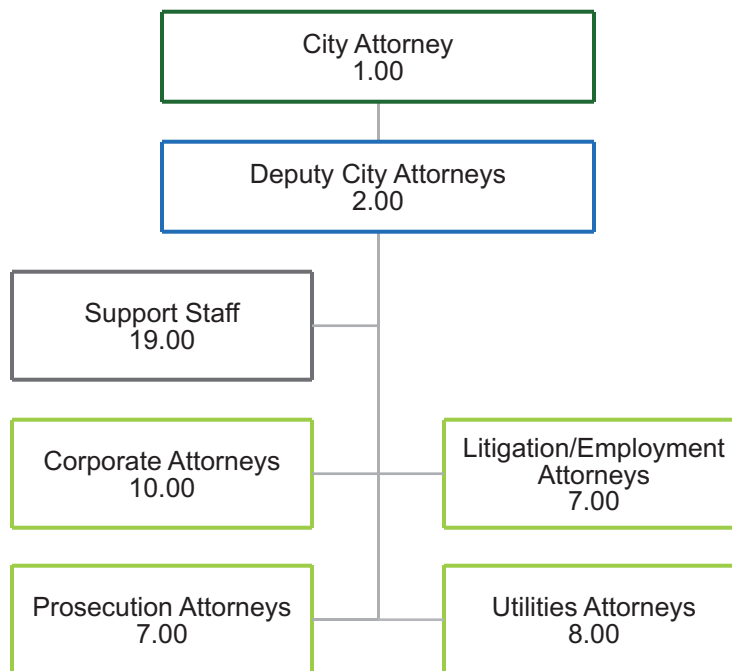 City Attorney
1.00
Deputy City Attorneys
2.00
Support Staff
19.00
Corporate Attorneys
10.00
Litigation/Employment
Attorneys
7.00
Prosecution Attorneys
7.00
Utilities Attorneys
8.00